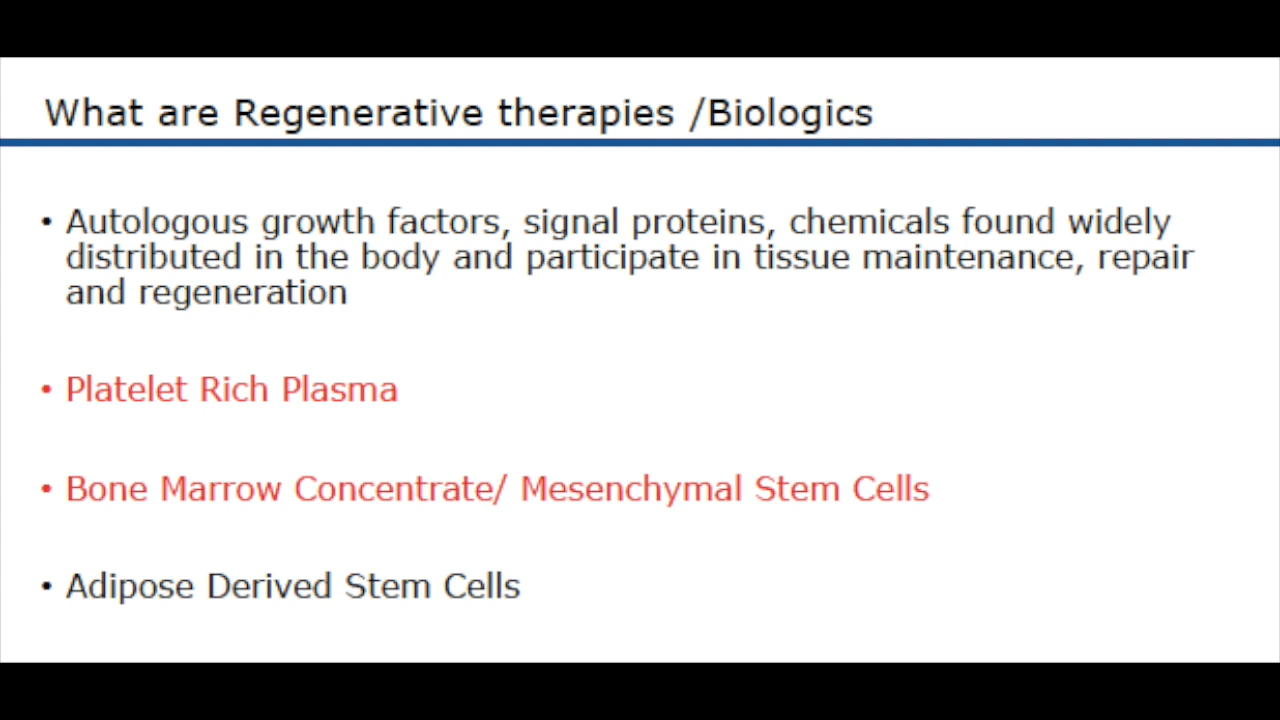 What are Regenerative therapies /Biologics
• Autologous growth factors, signal proteins, chemicals found widely
distributed in the body and participate in tissue maintenance, repair
and regeneration
• Platelet Rich Plasma
• Bone Marrow Concentrate/ Mesenchymal Stem Cells
• Adipose Derived Stem Cells